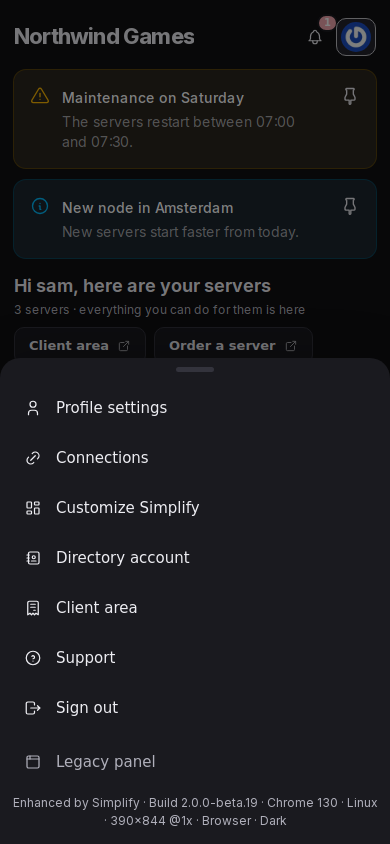 Northwind Games
1
Maintenance on Saturday
The servers restart between 07:00
and 07:30.
New node in Amsterdam
New servers start faster from today.
Hi sam, here are your servers
3 servers · everything you can do for them is here
Client area
Order a server
Profile settings
Connections
Customize Simplify
Directory account
Client area
Support
Sign out
Legacy panel
Enhanced by Simplify · Build 2.0.0-beta.19 · Chrome 130 · Linux
· 390×844 @1x · Browser · Dark